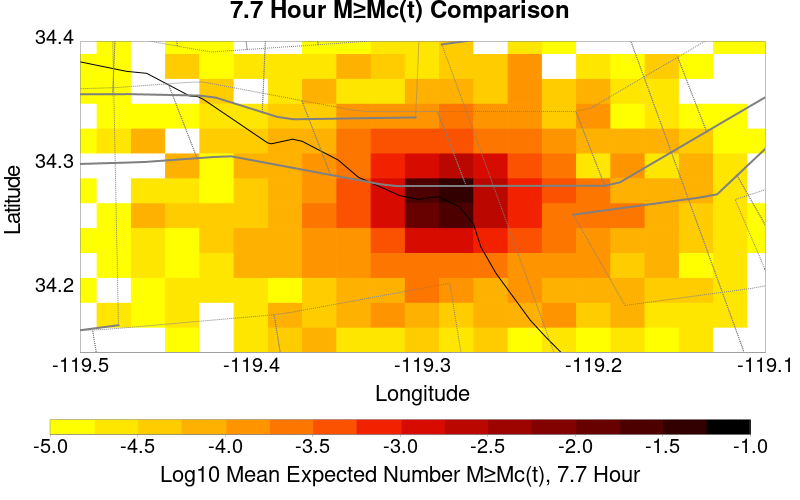 7.7 Hour M≥Mc(t) Comparison
34.4
34.3
34.2
Latitude
-119.5 -119.4 -119.3 -119.2 -119.1
Longitude
-5.0 -4.5 -4.0 -3.5 -3.0 -2.5 -2.0 -1.5 -1.0
Log10 Mean Expected Number M≥Mc(t), 7.7 Hour